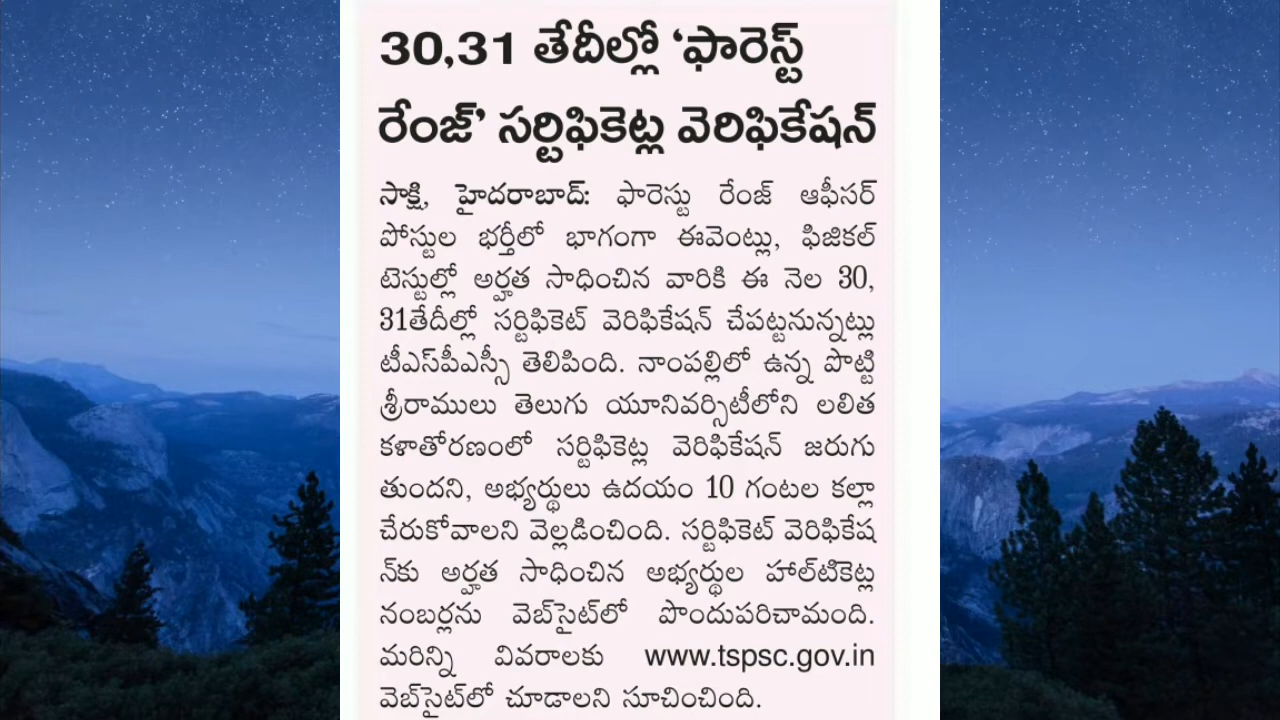 30,31 తేదీల్లో ‘ఫారెస్ట్
రేంజ్’ సర్టిఫికెట్ల వెరిఫికేషన్
సాక్షి, హైదరాబాద్: ఫారెస్టు రేంజ్ ఆఫీసర్
పోస్టుల భర్తీలో భాగంగా ఈవెంట్లు, ఫిజికల్
టెస్టుల్లో అర్హత సాధించిన వారికి ఈ నెల 30,
31తేదీల్లో సర్టిఫికెట్ వెరిఫికేషన్ చేపట్టనున్నట్లు
టీఎస్‌పీఎస్సీ తెలిపింది. నాంపల్లిలో ఉన్న పొట్టి
శ్రీరాములు తెలుగు యూనివర్సిటీలోని లలిత
కళాతోరణంలో సర్టిఫికెట్ల వెరిఫికేషన్ జరుగు
తుందని, అభ్యర్థులు ఉదయం 10 గంటల కల్లా
చేరుకోవాలని వెల్లడించింది. సర్టిఫికెట్ వెరిఫికేష
న్‌కు అర్హత సాధించిన అభ్యర్థుల హాల్‌టికెట్ల
నంబర్లను వెబ్‌సైట్‌లో పొందుపరిచామంది.
మరిన్ని వివరాలకు www.tspsc.gov.in
వెబ్‌సైట్‌లో చూడాలని సూచించింది.